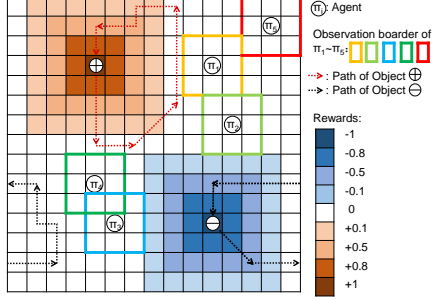 π₅
π₁
π₂
π₄
π₃
πᵢ: Agent
Observation boarder of
π₁~π₅:
: Path of Object ⊕
: Path of Object ⊖
Rewards:
-1
-0.8
-0.5
-0.1
0
+0.1
+0.5
+0.8
+1